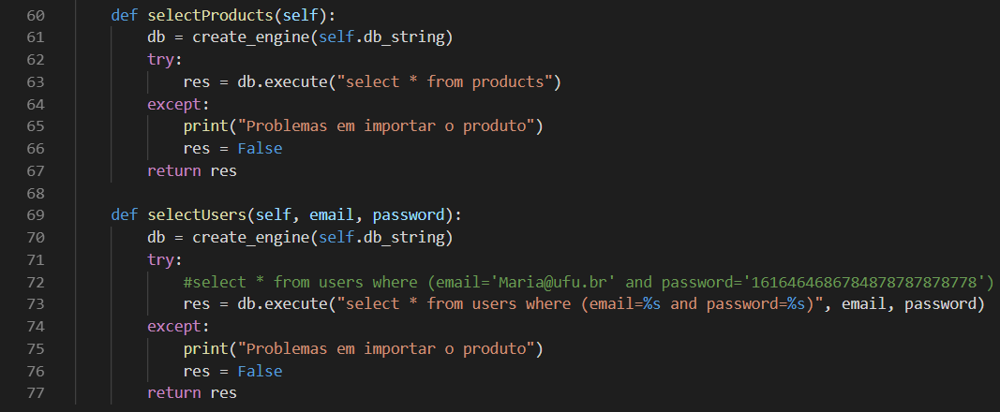 60 def selectProducts(self):
61 db = create_engine(self.db_string)
62 try:
63 res = db.execute("select * from products")
64 except:
65 print("Problemas em importar o produto")
66 res = False
67 return res
68
69 def selectUsers(self, email, password):
70 db = create_engine(self.db_string)
71 try:
72 #select * from users where (email='Maria@ufu.br' and password='1616464686784878787878778')
73 res = db.execute("select * from users where (email=%s and password=%s)", email, password)
74 except:
75 print("Problemas em importar o produto")
76 res = False
77 return res